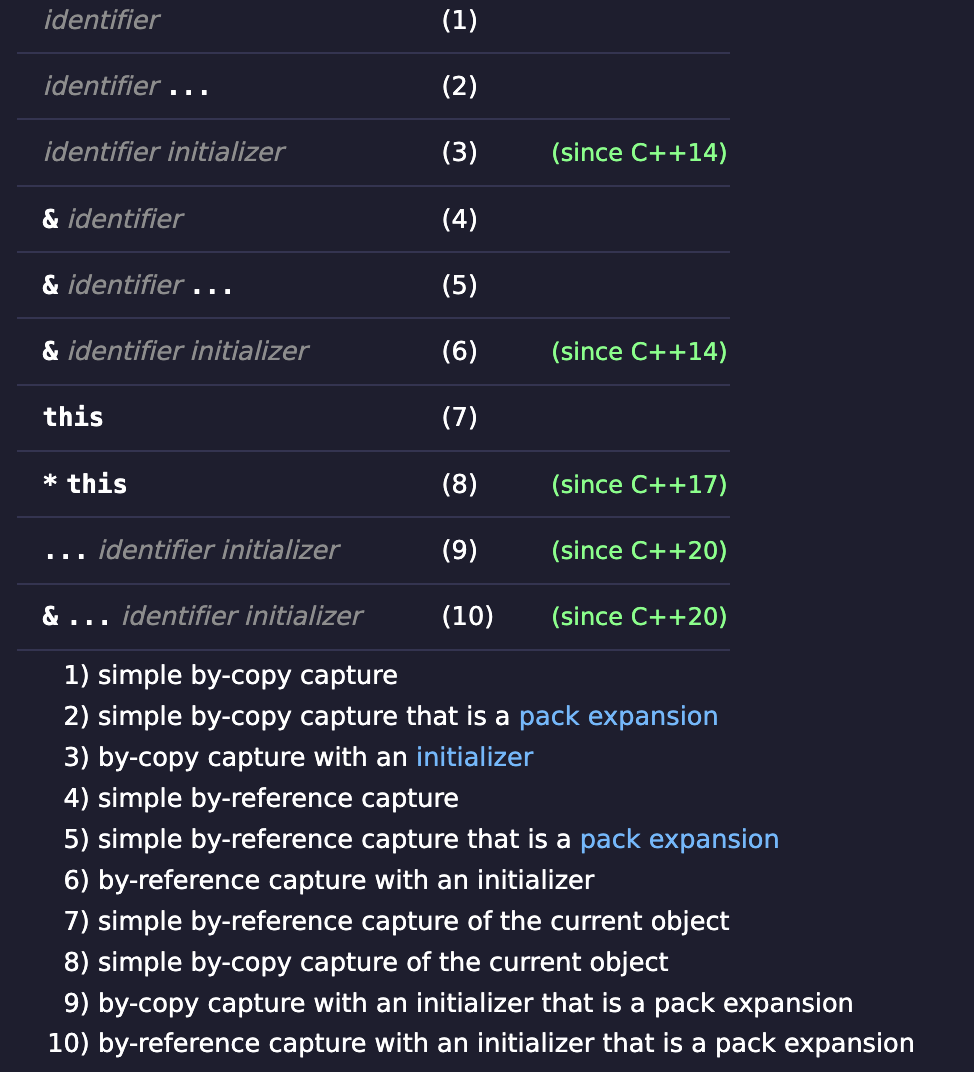 identifier (1)
identifier ... (2)
identifier initializer (3) (since C++14)
& identifier (4)
& identifier ... (5)
& identifier initializer (6) (since C++14)
this (7)
* this (8) (since C++17)
... identifier initializer (9) (since C++20)
& ... identifier initializer (10) (since C++20)
1) simple by-copy capture
2) simple by-copy capture that is a pack expansion
3) by-copy capture with an initializer
4) simple by-reference capture
5) simple by-reference capture that is a pack expansion
6) by-reference capture with an initializer
7) simple by-reference capture of the current object
8) simple by-copy capture of the current object
9) by-copy capture with an initializer that is a pack expansion
10) by-reference capture with an initializer that is a pack expansion